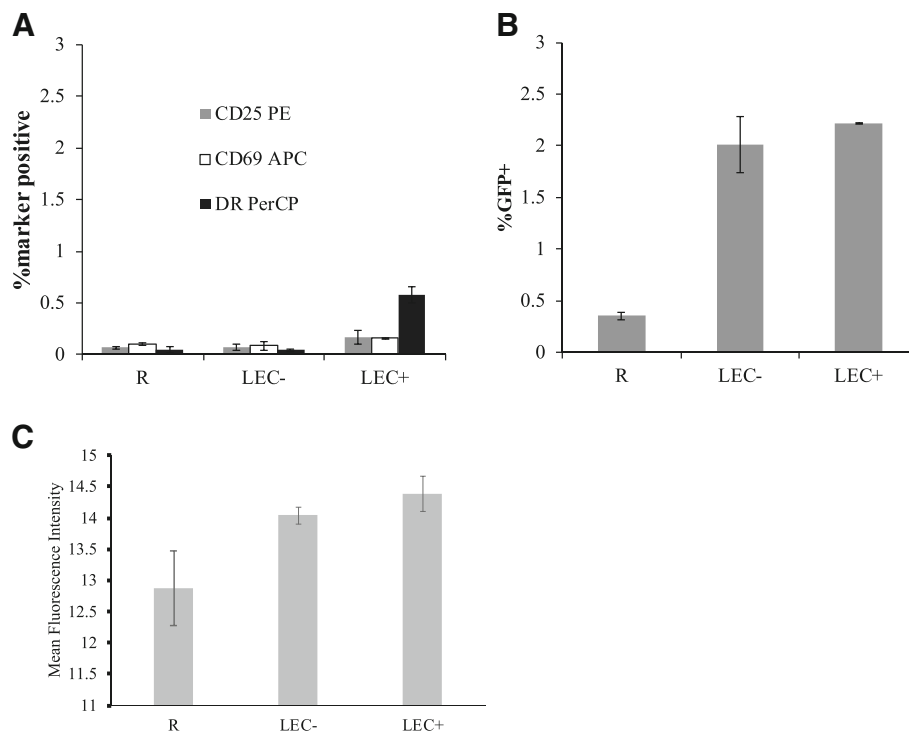 A
%marker positive
3
2.5
2
1.5
1
0.5
0
CD25 PE
CD69 APC
DR PerCP
R LEC- LEC+
B
%GFP+
3
2.5
2
1.5
1
0.5
0
R LEC- LEC+
C
Mean Fluorescence Intensity
15
14.5
14
13.5
13
12.5
12
11.5
11
R LEC- LEC+